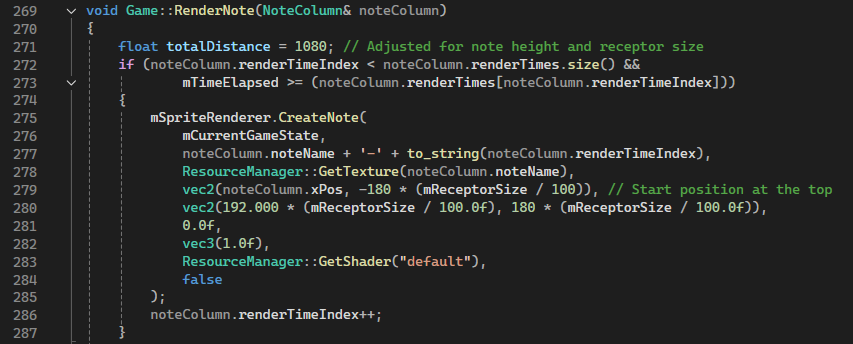 269 void Game::RenderNote(NoteColumn& noteColumn)
270 {
271 float totalDistance = 1080; // Adjusted for note height and receptor size
272 if (noteColumn.renderTimeIndex < noteColumn.renderTimes.size() &&
273 mTimeElapsed >= (noteColumn.renderTimes[noteColumn.renderTimeIndex]))
274 {
275 mSpriteRenderer.CreateNote(
276 mCurrentGameState,
277 noteColumn.noteName + '-' + to_string(noteColumn.renderTimeIndex),
278 ResourceManager::GetTexture(noteColumn.noteName),
279 vec2(noteColumn.xPos, -180 * (mReceptorSize / 100)), // Start position at the top
280 vec2(192.000 * (mReceptorSize / 100.0f), 180 * (mReceptorSize / 100.0f)),
281 0.0f,
282 vec3(1.0f),
283 ResourceManager::GetShader("default"),
284 false
285 );
286 noteColumn.renderTimeIndex++;
287 }